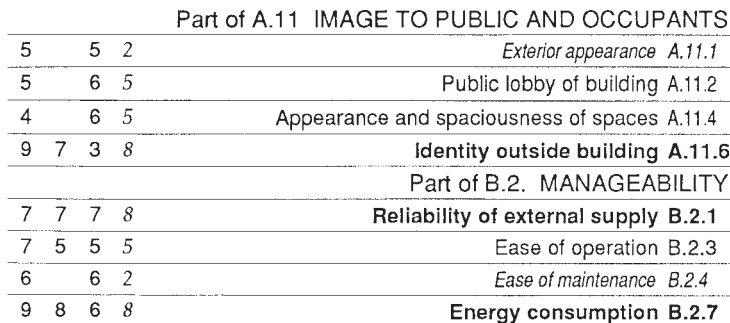 Part of A.11 IMAGE TO PUBLIC AND OCCUPANTS
5 5 2 Exterior appearance A.11.1
5 6 5 Public lobby of building A.11.2
4 6 5 Appearance and spaciousness of spaces A.11.4
9 7 3 8 Identity outside building A.11.6
Part of B.2. MANAGEABILITY
7 7 7 8 Reliability of external supply B.2.1
7 5 5 5 Ease of operation B.2.3
6 6 2 Ease of maintenance B.2.4
9 8 6 8 Energy consumption B.2.7